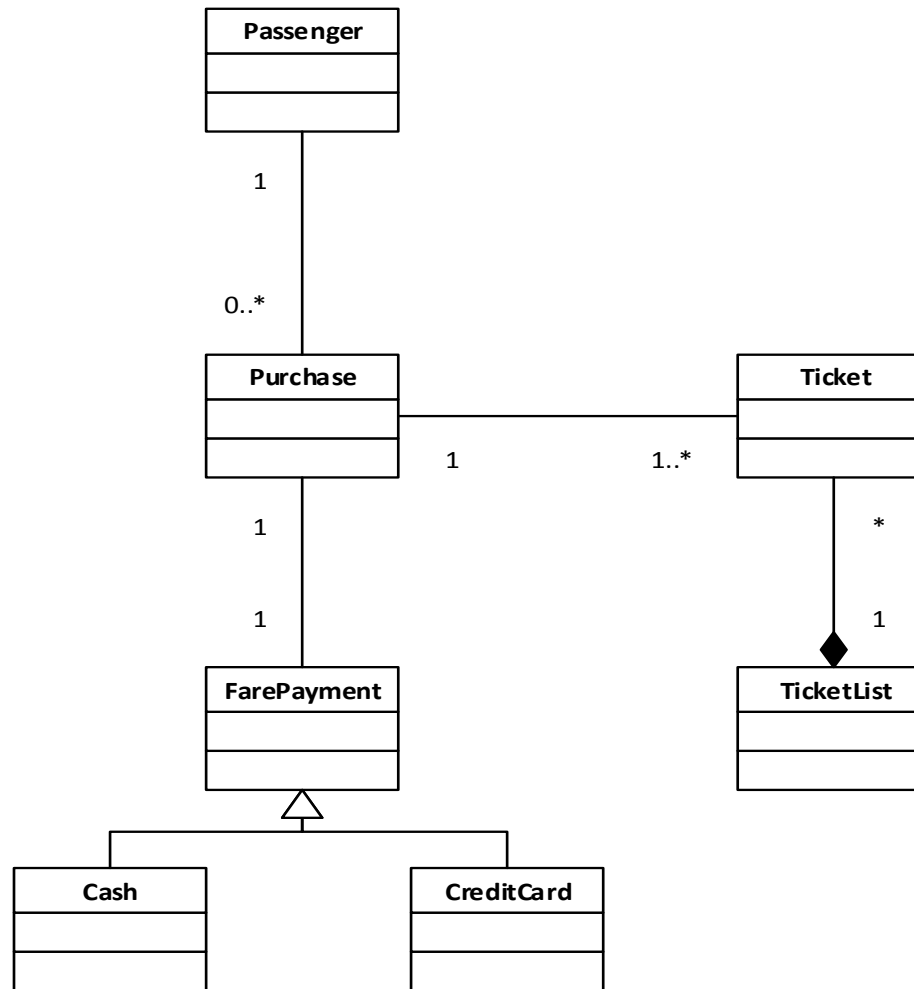 Passenger
1
0..*
Purchase
Ticket
1
1..*
1
*
1
1
FarePayment
TicketList
Cash
CreditCard